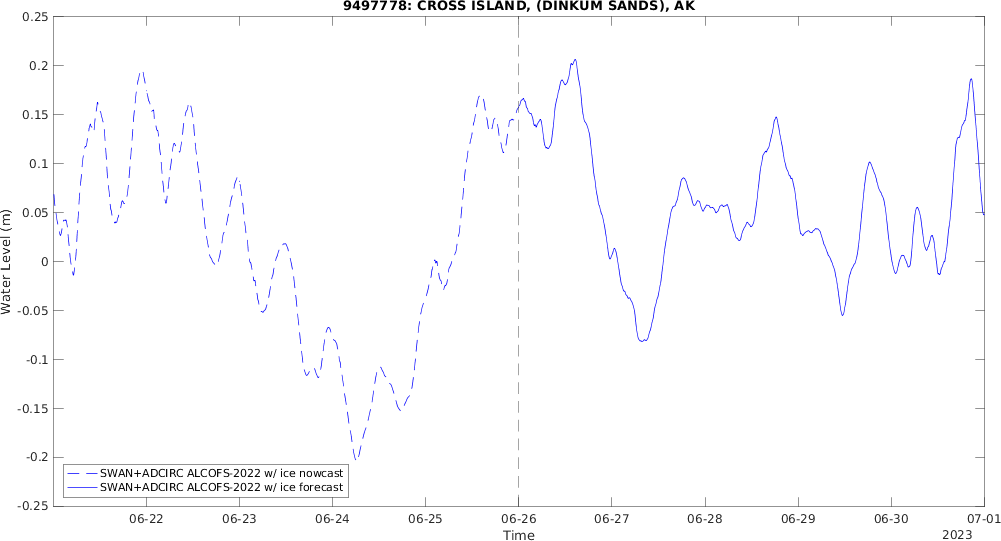 9497778: CROSS ISLAND, (DINKUM SANDS), AK
0.25
0.2
0.15
0.1
0.05
0
-0.05
-0.1
-0.15
-0.2
-0.25
Water Level (m)
SWAN+ADCIRC ALCOFS-2022 w/ ice nowcast
SWAN+ADCIRC ALCOFS-2022 w/ ice forecast
06-22 06-23 06-24 06-25 06-26 06-27 06-28 06-29 06-30 07-01
Time
2023